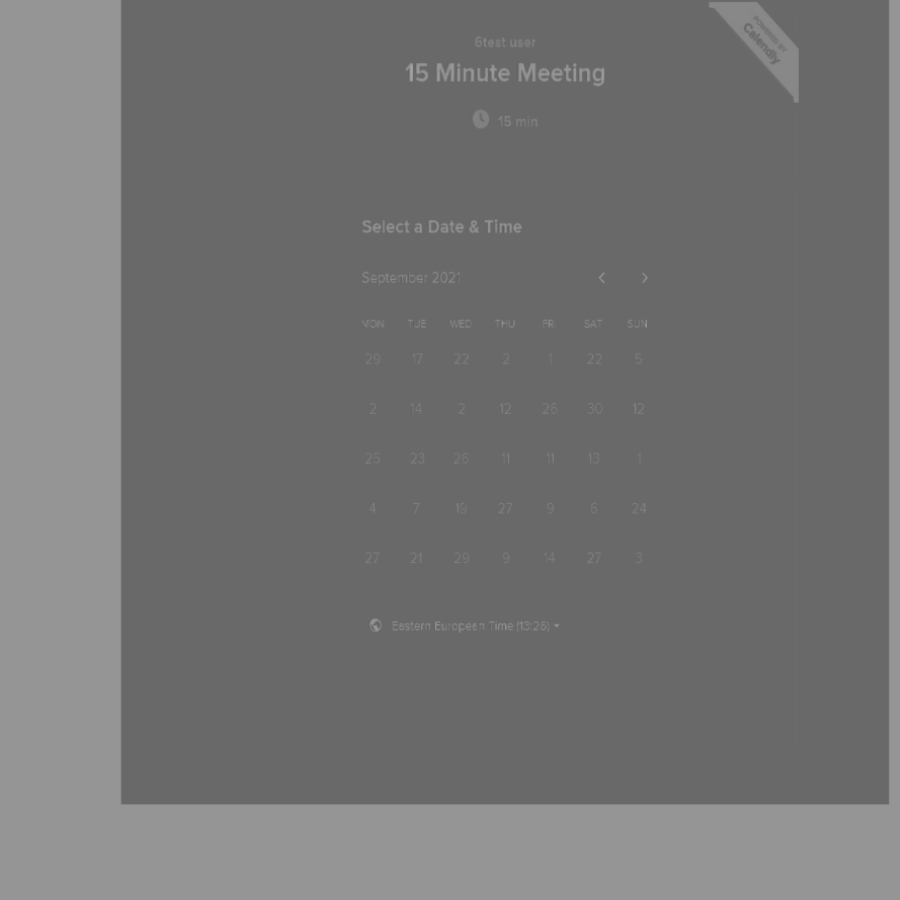 POWERED BY
Calendly
6test user
15 Minute Meeting
15 min
Select a Date & Time
September 2021
MON TUE WED THU FRI SAT SUN
29 17 22 2 1 22 5
2 14 2 12 26 30 12
25 23 26 11 11 13 1
4 7 19 27 9 6 24
27 21 29 9 14 27 3
Eastern European Time (13:26)